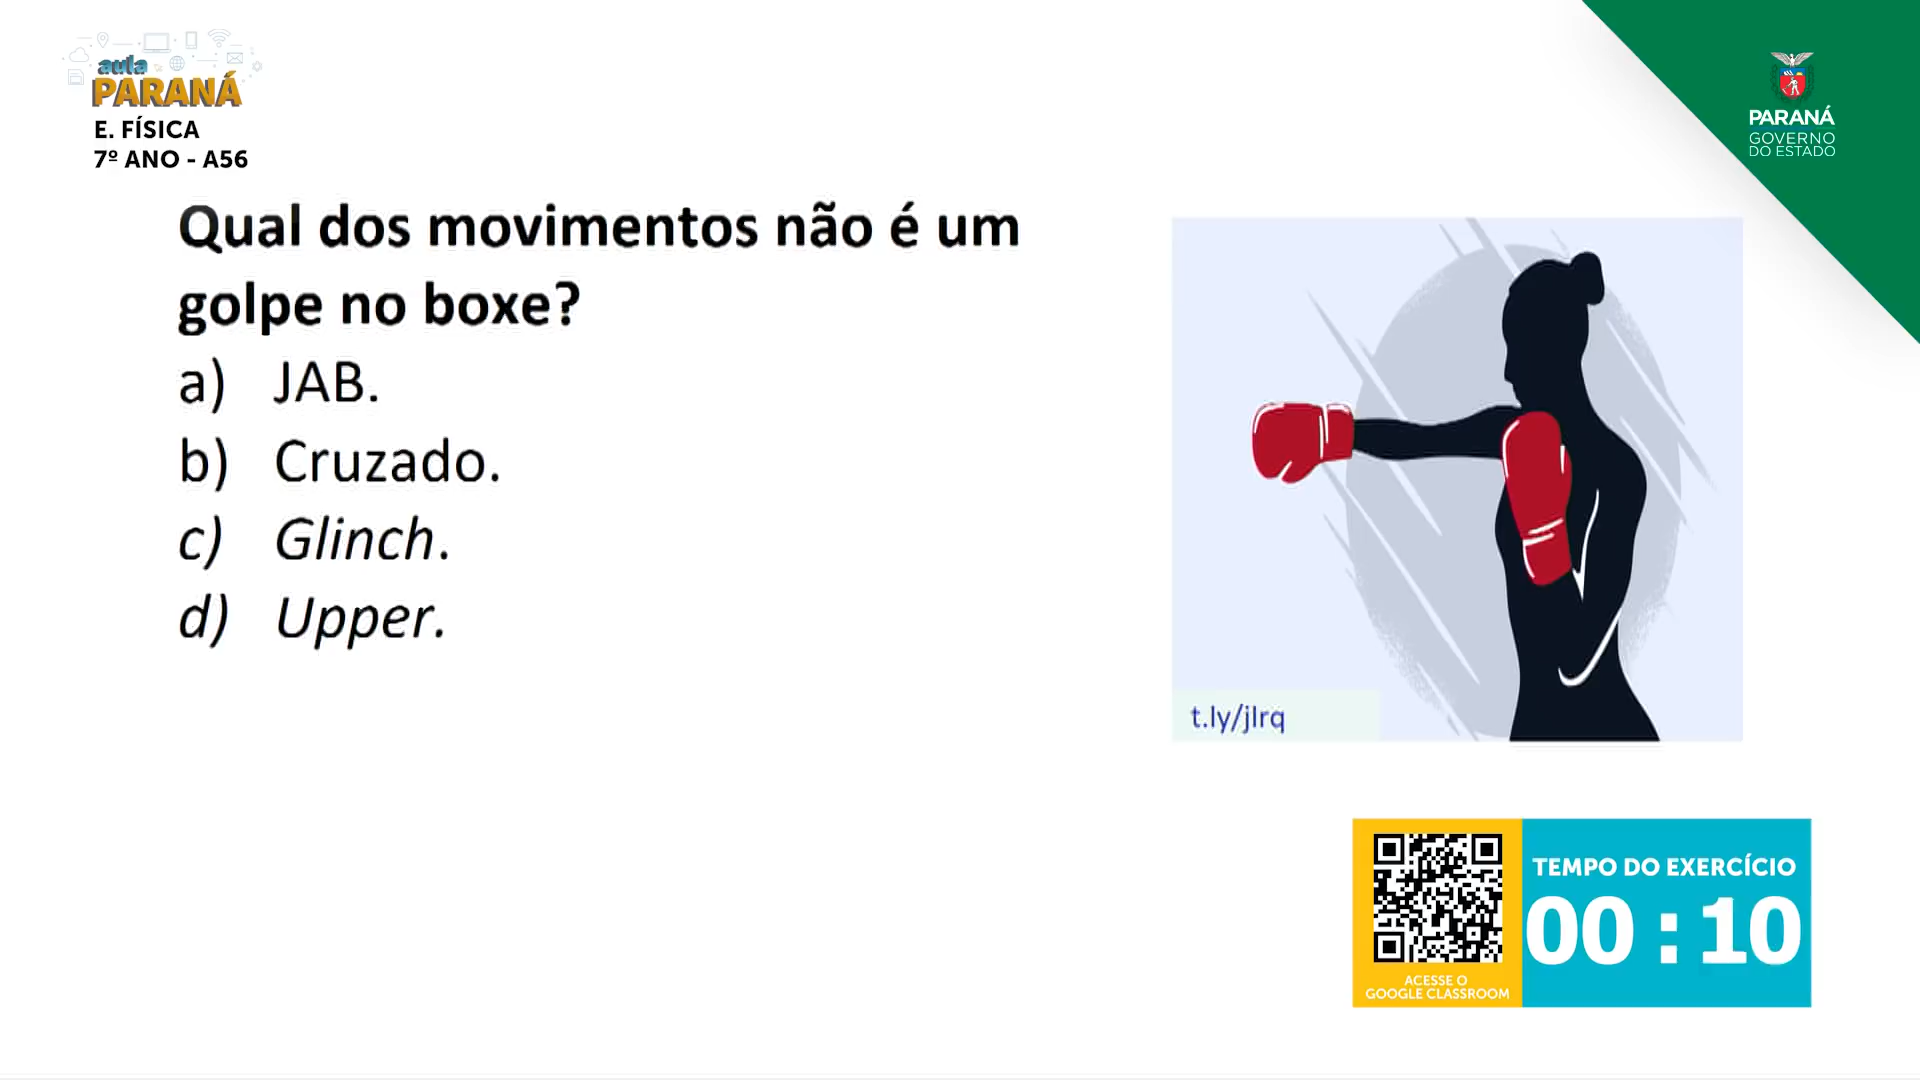 aula
PARANÁ
E. FÍSICA
7º ANO - A56
PARANÁ
GOVERNO
DO ESTADO
Qual dos movimentos não é um
golpe no boxe?
a) JAB.
b) Cruzado.
c) Glinch.
d) Upper.
t.ly/jlrq
TEMPO DO EXERCÍCIO
00 : 10
ACESSE O
GOOGLE CLASSROOM